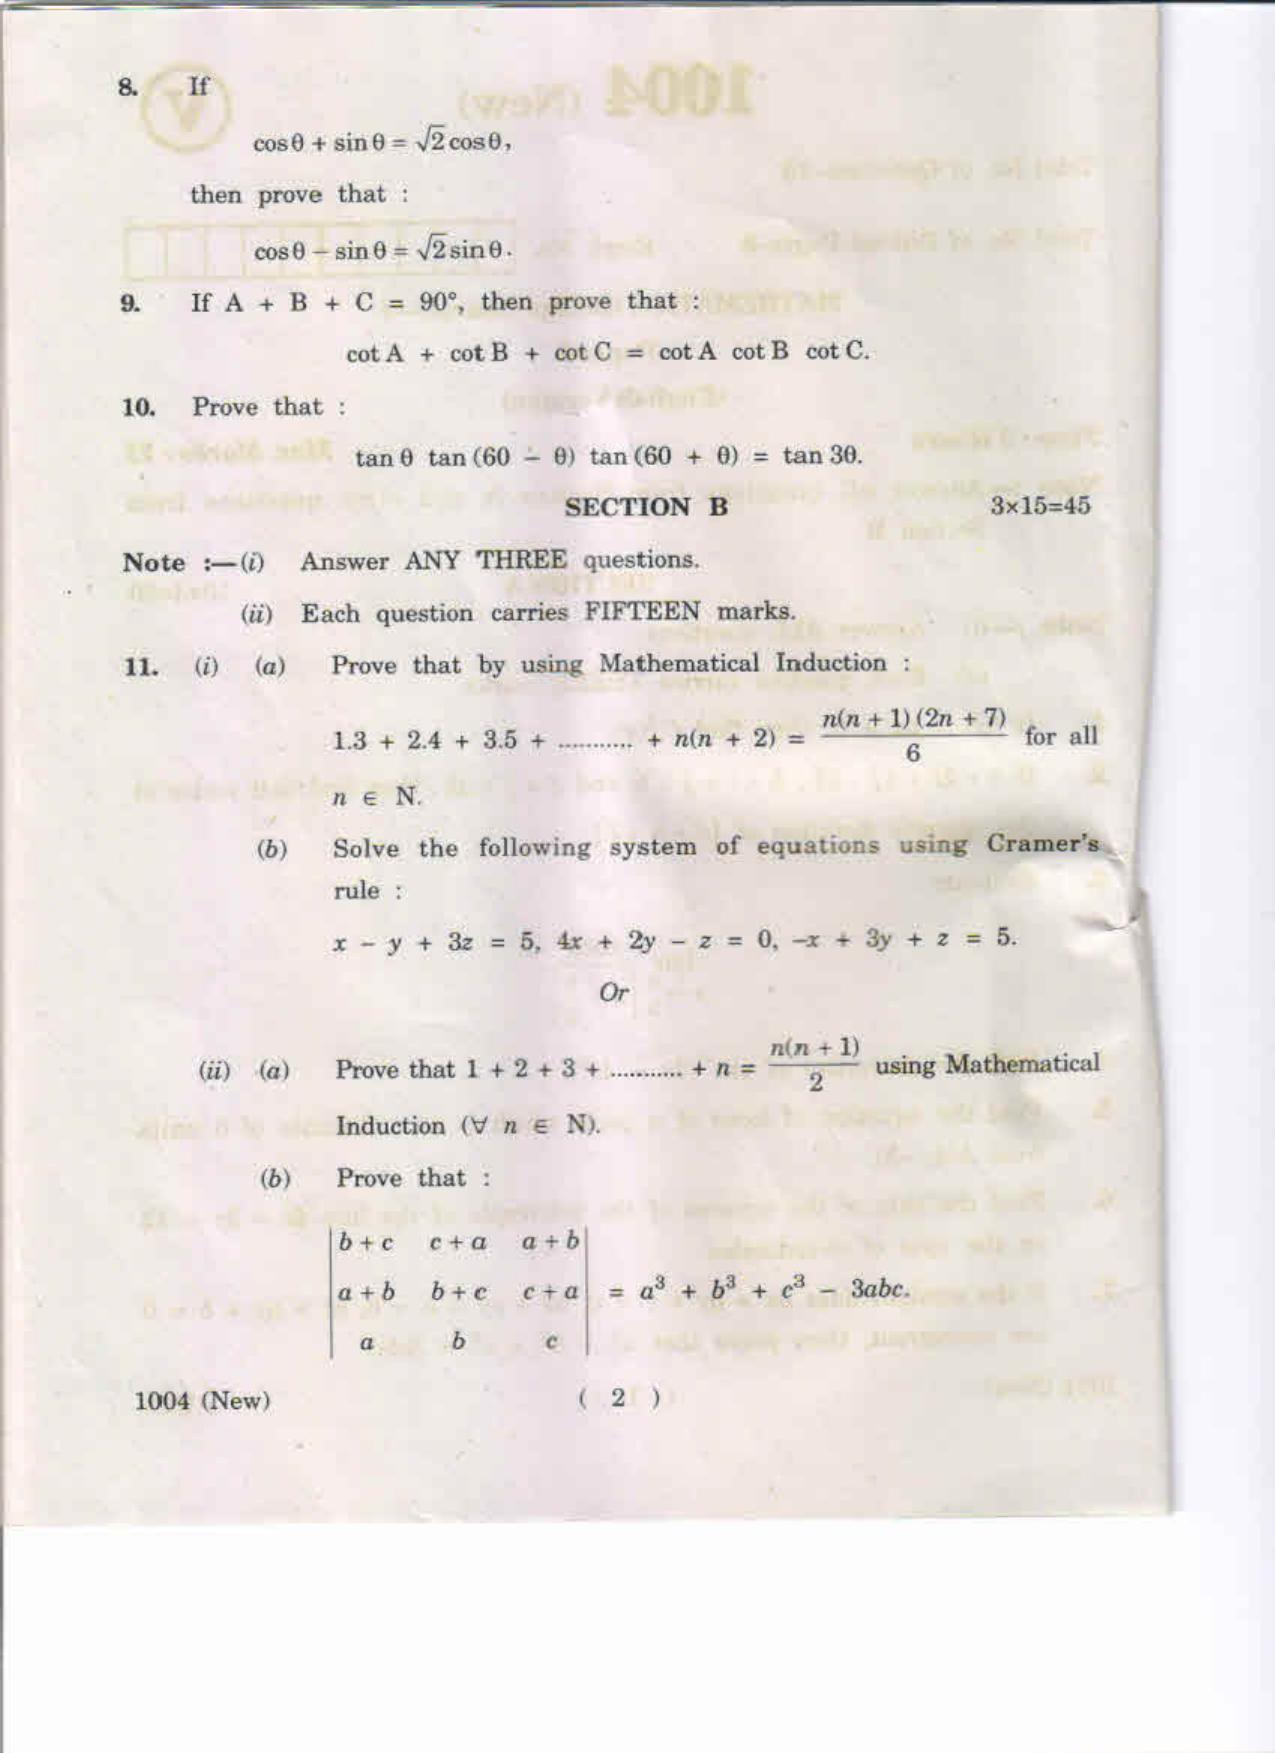 8. If
cosθ + sin θ = √2 cosθ,
then prove that :
cosθ − sin θ = √2 sin θ.
9. If A + B + C = 90°, then prove that :
cot A + cot B + cot C = cot A cot B cot C.
10. Prove that :
tan θ tan (60 − θ) tan (60 + θ) = tan 3θ.
SECTION B 3×15=45
Note :—(i) Answer ANY THREE questions.
(ii) Each question carries FIFTEEN marks.
11. (i) (a) Prove that by using Mathematical Induction :
1.3 + 2.4 + 3.5 + ........... + n(n + 2) = n(n + 1) (2n + 7) / 6 for all
n ∈ N.
(b) Solve the following system of equations using Cramer's
rule :
x − y + 3z = 5, 4x + 2y − z = 0, −x + 3y + z = 5.
Or
(ii) (a) Prove that 1 + 2 + 3 + ........... + n = n(n + 1) / 2 using Mathematical
Induction (∀ n ∈ N).
(b) Prove that :
| b + c c + a a + b |
| a + b b + c c + a | = a³ + b³ + c³ − 3abc.
| a b c |
1004 (New) ( 2 )